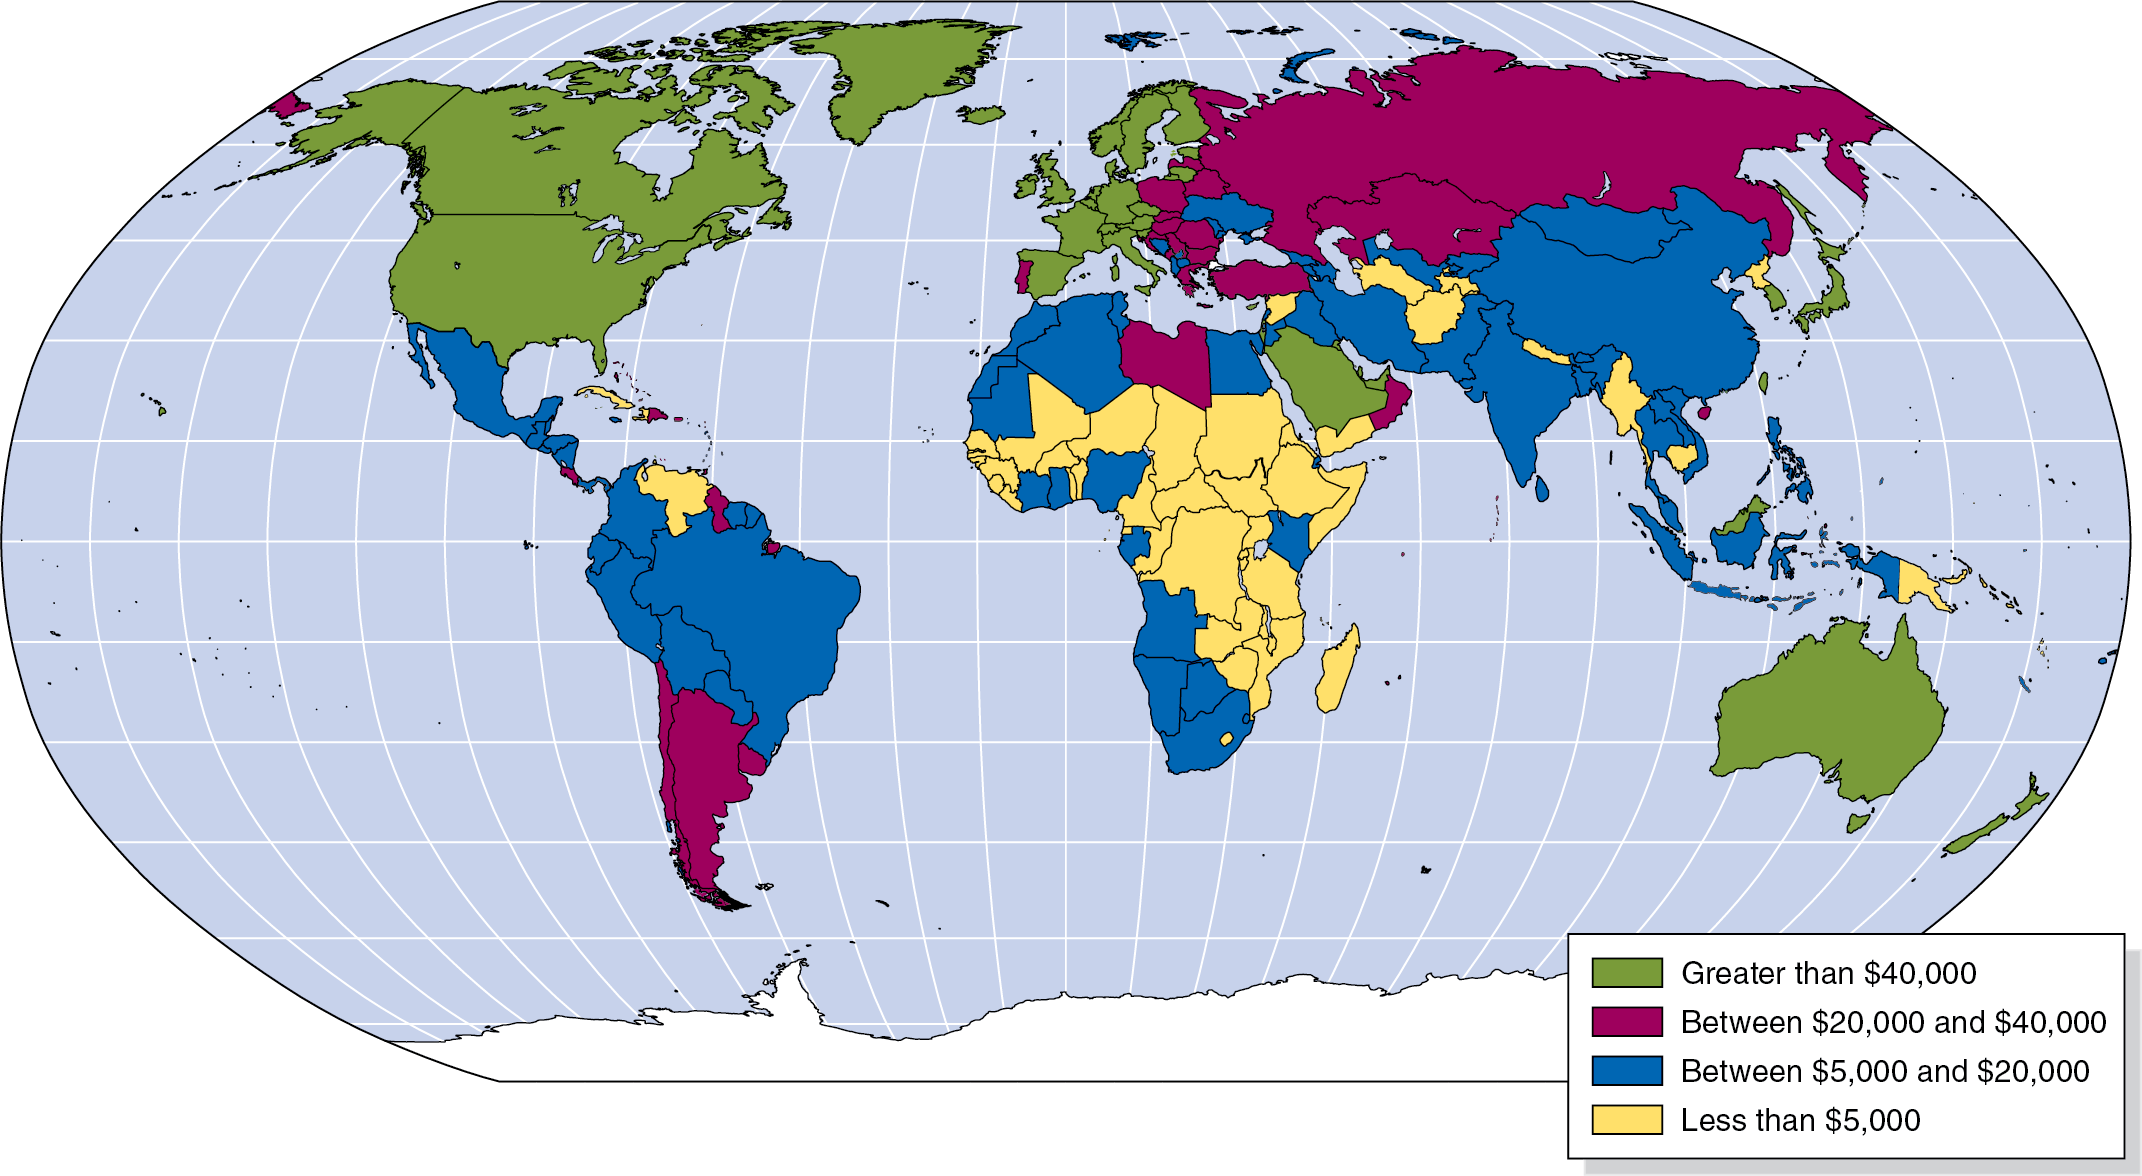 Greater than $40,000
Between $20,000 and $40,000
Between $5,000 and $20,000
Less than $5,000